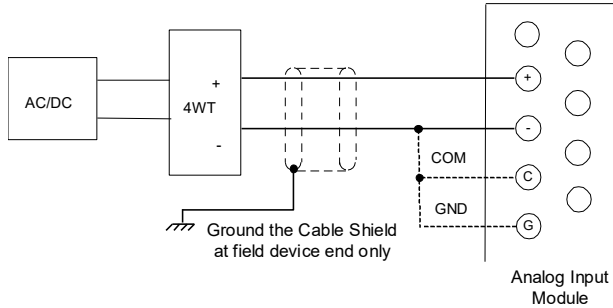 AC/DC
+
4WT
-
+
-
COM
C
GND
G
Ground the Cable Shield
at field device end only
Analog Input
Module